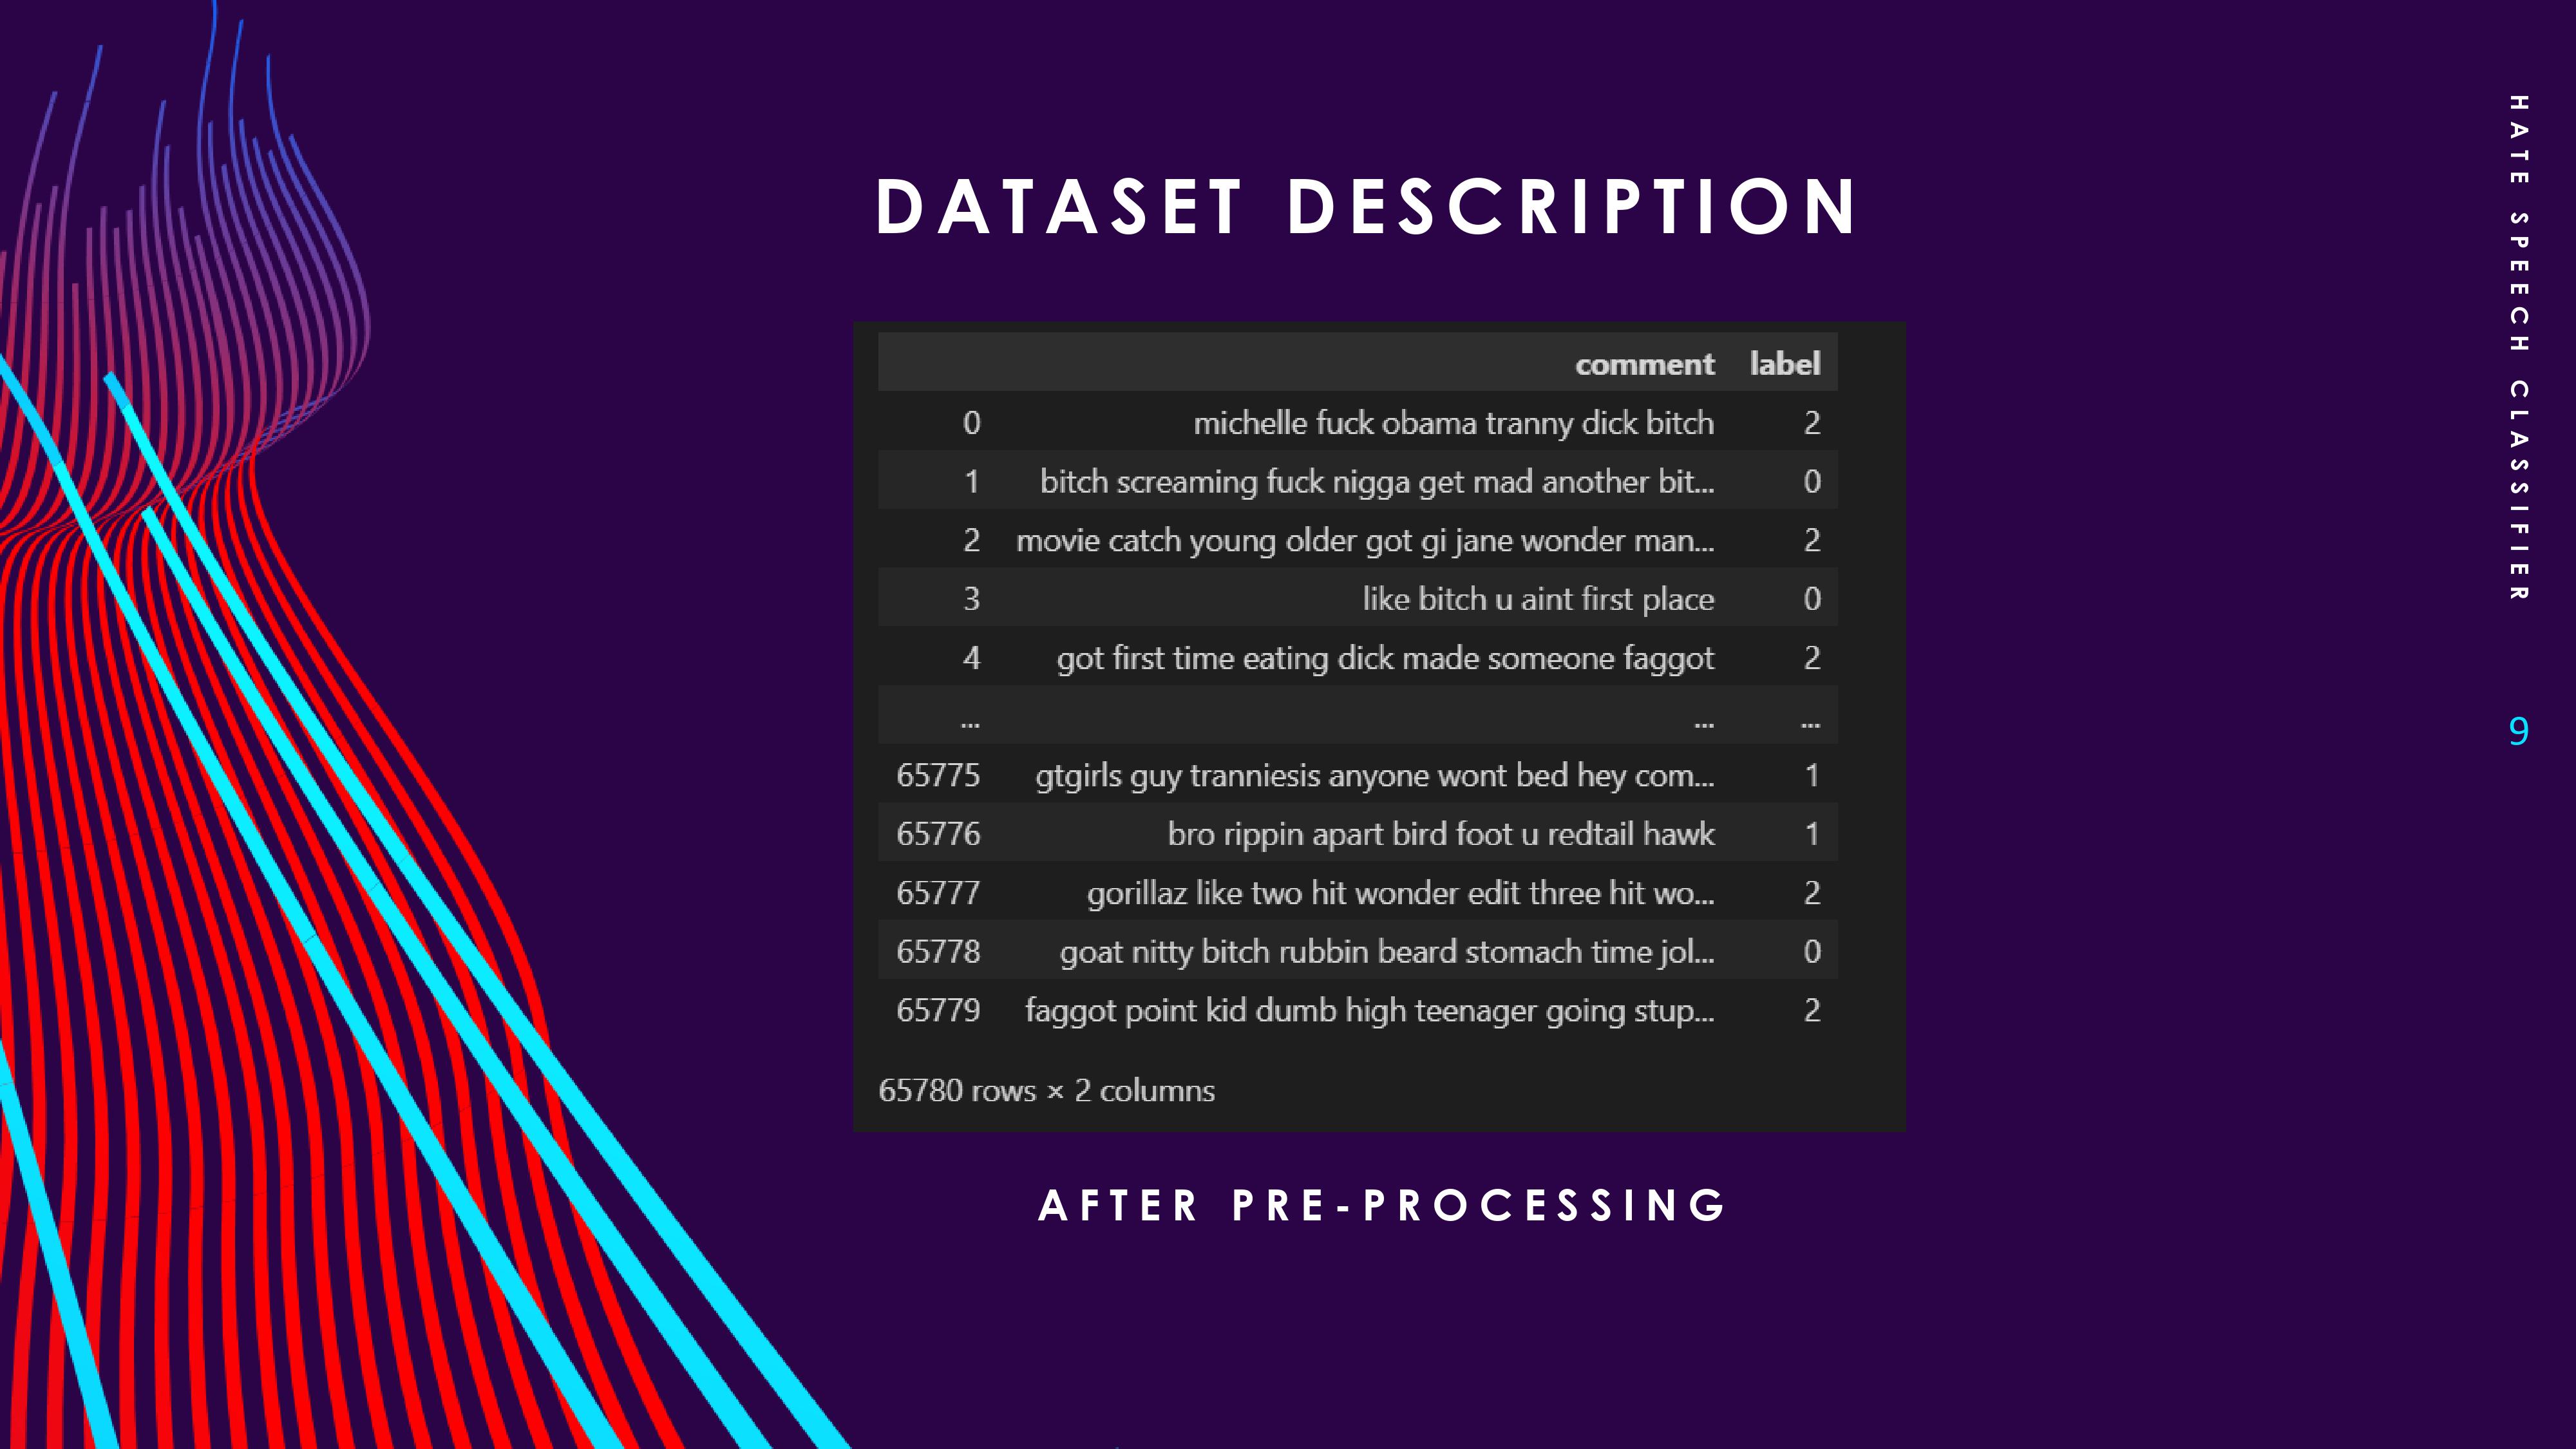 DATASET DESCRIPTION
comment label
0 michelle fuck obama tranny dick bitch 2
1 bitch screaming fuck nigga get mad another bit... 0
2 movie catch young older got gi jane wonder man... 2
3 like bitch u aint first place 0
4 got first time eating dick made someone faggot 2
... ... ...
65775 gtgirls guy tranniesis anyone wont bed hey com... 1
65776 bro rippin apart bird foot u redtail hawk 1
65777 gorillaz like two hit wonder edit three hit wo... 2
65778 goat nitty bitch rubbin beard stomach time jol... 0
65779 faggot point kid dumb high teenager going stup... 2
65780 rows × 2 columns
AFTER PRE-PROCESSING
HATE SPEECH CLASSIFIER
9